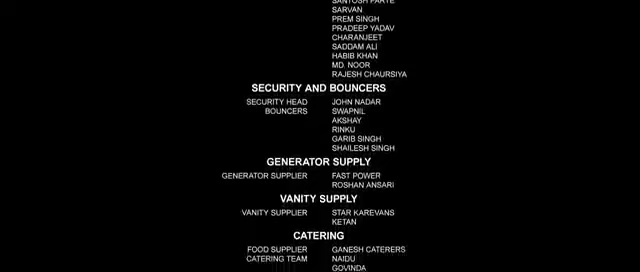 SANTOSH PARTE
SARVAN
PREM SINGH
PRADEEP YADAV
CHARANJEET
SADDAM ALI
HABIB KHAN
MD. NOOR
RAJESH CHAURSIYA
SECURITY AND BOUNCERS
SECURITY HEAD JOHN NADAR
BOUNCERS SWAPNIL
AKSHAY
RINKU
GARIB SINGH
SHAILESH SINGH
GENERATOR SUPPLY
GENERATOR SUPPLIER FAST POWER
ROSHAN ANSARI
VANITY SUPPLY
VANITY SUPPLIER STAR KAREVANS
KETAN
CATERING
FOOD SUPPLIER GANESH CATERERS
CATERING TEAM NAIDU
GOVINDA